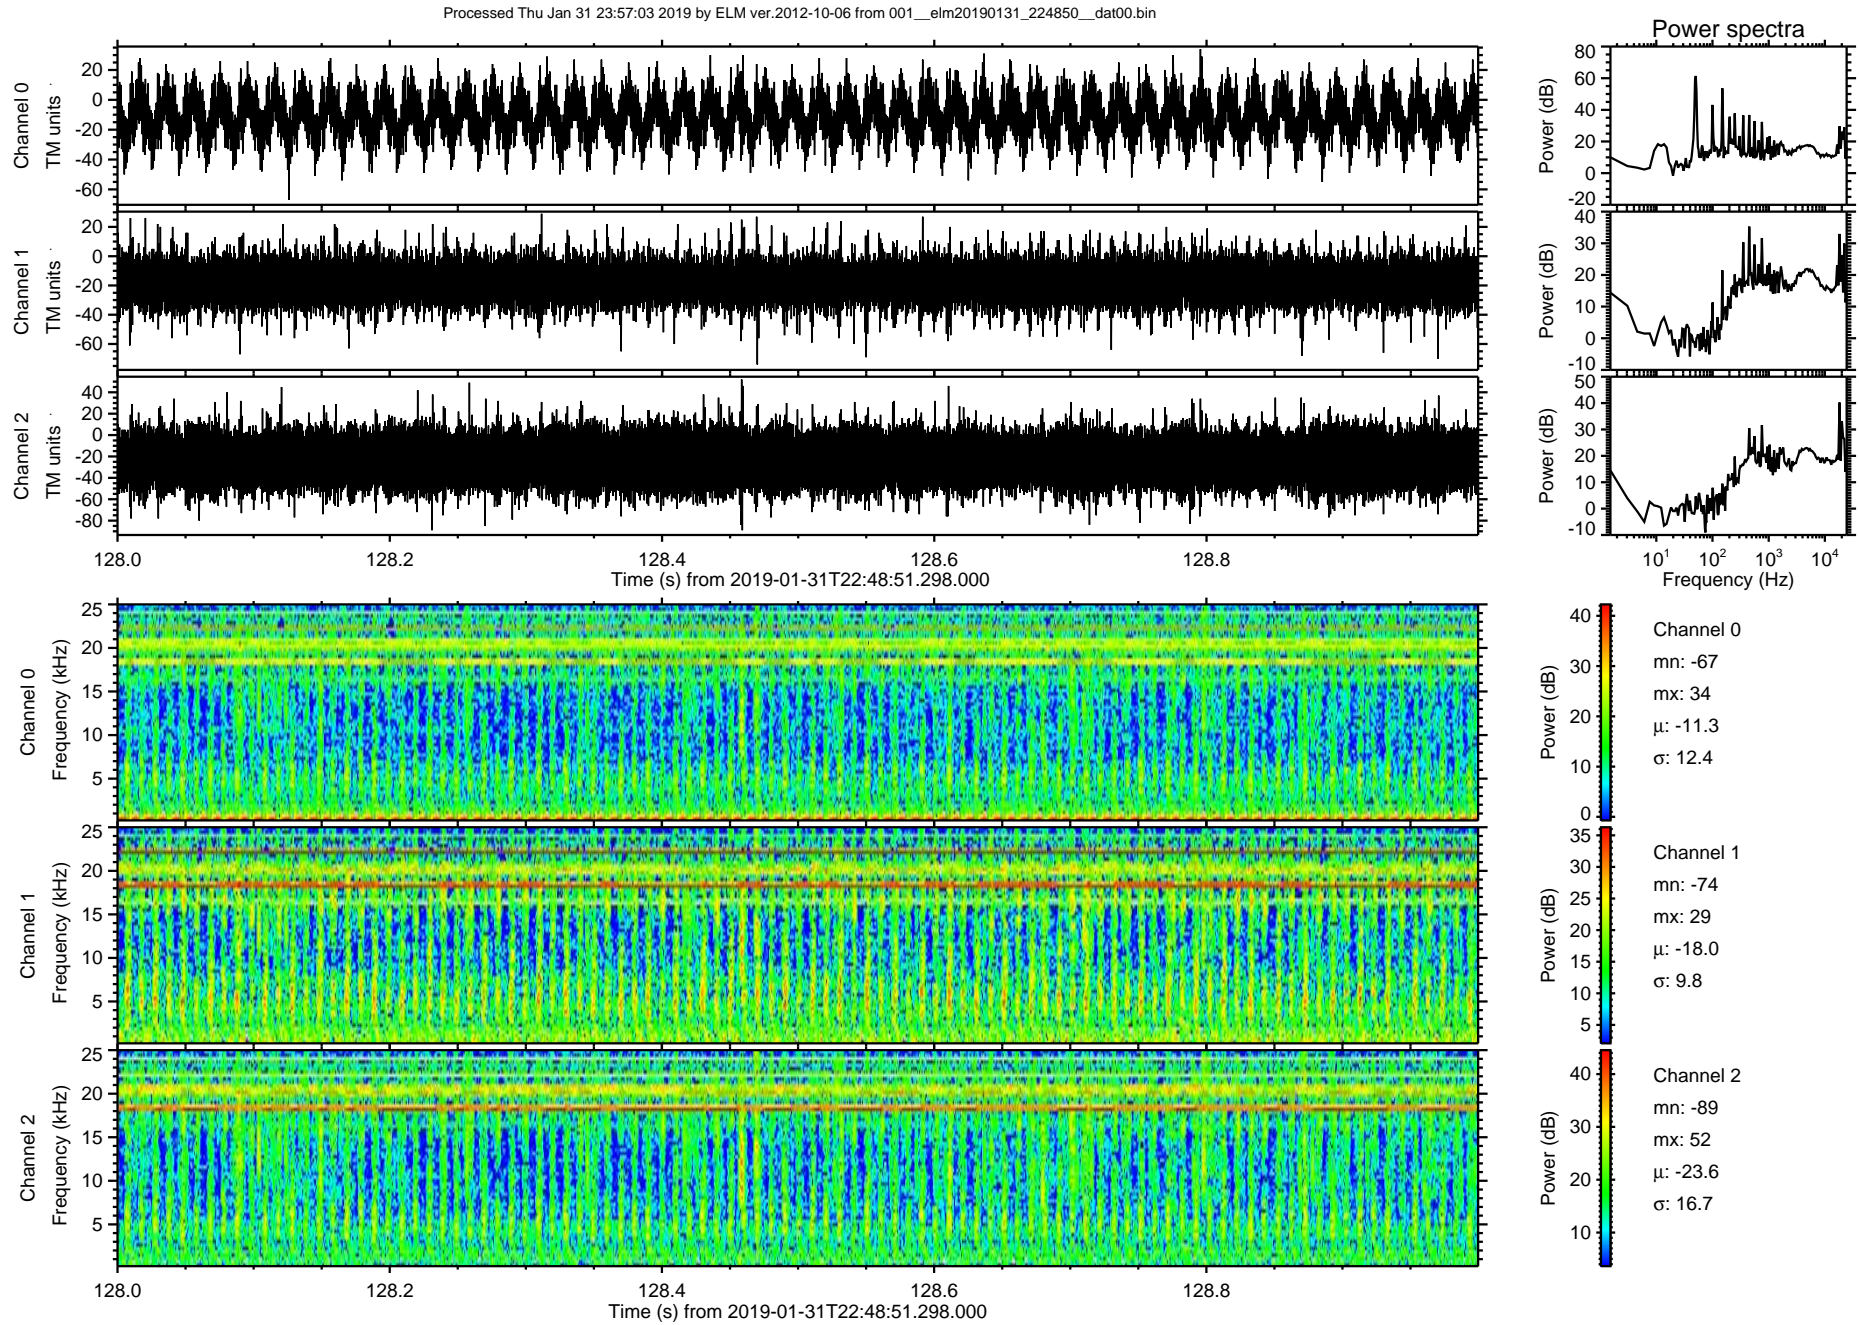 Processed Thu Jan 31 23:57:03 2019 by ELM ver.2012-10-06 from 001__elm20190131_224850__dat00.bin
Power spectra
Channel 0
TM units
20
0
-20
-40
-60
Power (dB)
80
60
40
20
0
-20
Channel 1
TM units
20
0
-20
-40
-60
Power (dB)
40
30
20
10
0
-10
Channel 2
TM units
40
20
0
-20
-40
-60
-80
Power (dB)
50
40
30
20
10
0
-10
128.0 128.2 128.4 128.6 128.8
Time (s) from 2019-01-31T22:48:51.298.000
10¹ 10² 10³ 10⁴
Frequency (Hz)
Channel 0
Frequency (kHz)
25
20
15
10
5
Power (dB)
40
30
20
10
0
Channel 0
mn: -67
mx: 34
μ: -11.3
σ: 12.4
Channel 1
Frequency (kHz)
25
20
15
10
5
Power (dB)
35
30
25
20
15
10
5
Channel 1
mn: -74
mx: 29
μ: -18.0
σ: 9.8
Channel 2
Frequency (kHz)
25
20
15
10
5
Power (dB)
40
30
20
10
Channel 2
mn: -89
mx: 52
μ: -23.6
σ: 16.7
128.0 128.2 128.4 128.6 128.8
Time (s) from 2019-01-31T22:48:51.298.000